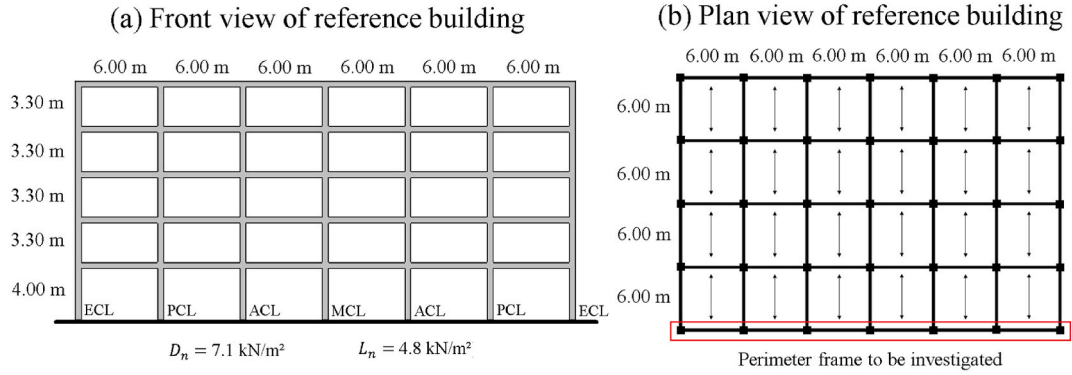 (a) Front view of reference building
6.00 m 6.00 m 6.00 m 6.00 m 6.00 m 6.00 m
3.30 m
3.30 m
3.30 m
3.30 m
4.00 m
ECL PCL ACL MCL ACL PCL ECL
Dₙ = 7.1 kN/m² Lₙ = 4.8 kN/m²
(b) Plan view of reference building
6.00 m 6.00 m 6.00 m 6.00 m 6.00 m 6.00 m
6.00 m
6.00 m
6.00 m
6.00 m
Perimeter frame to be investigated